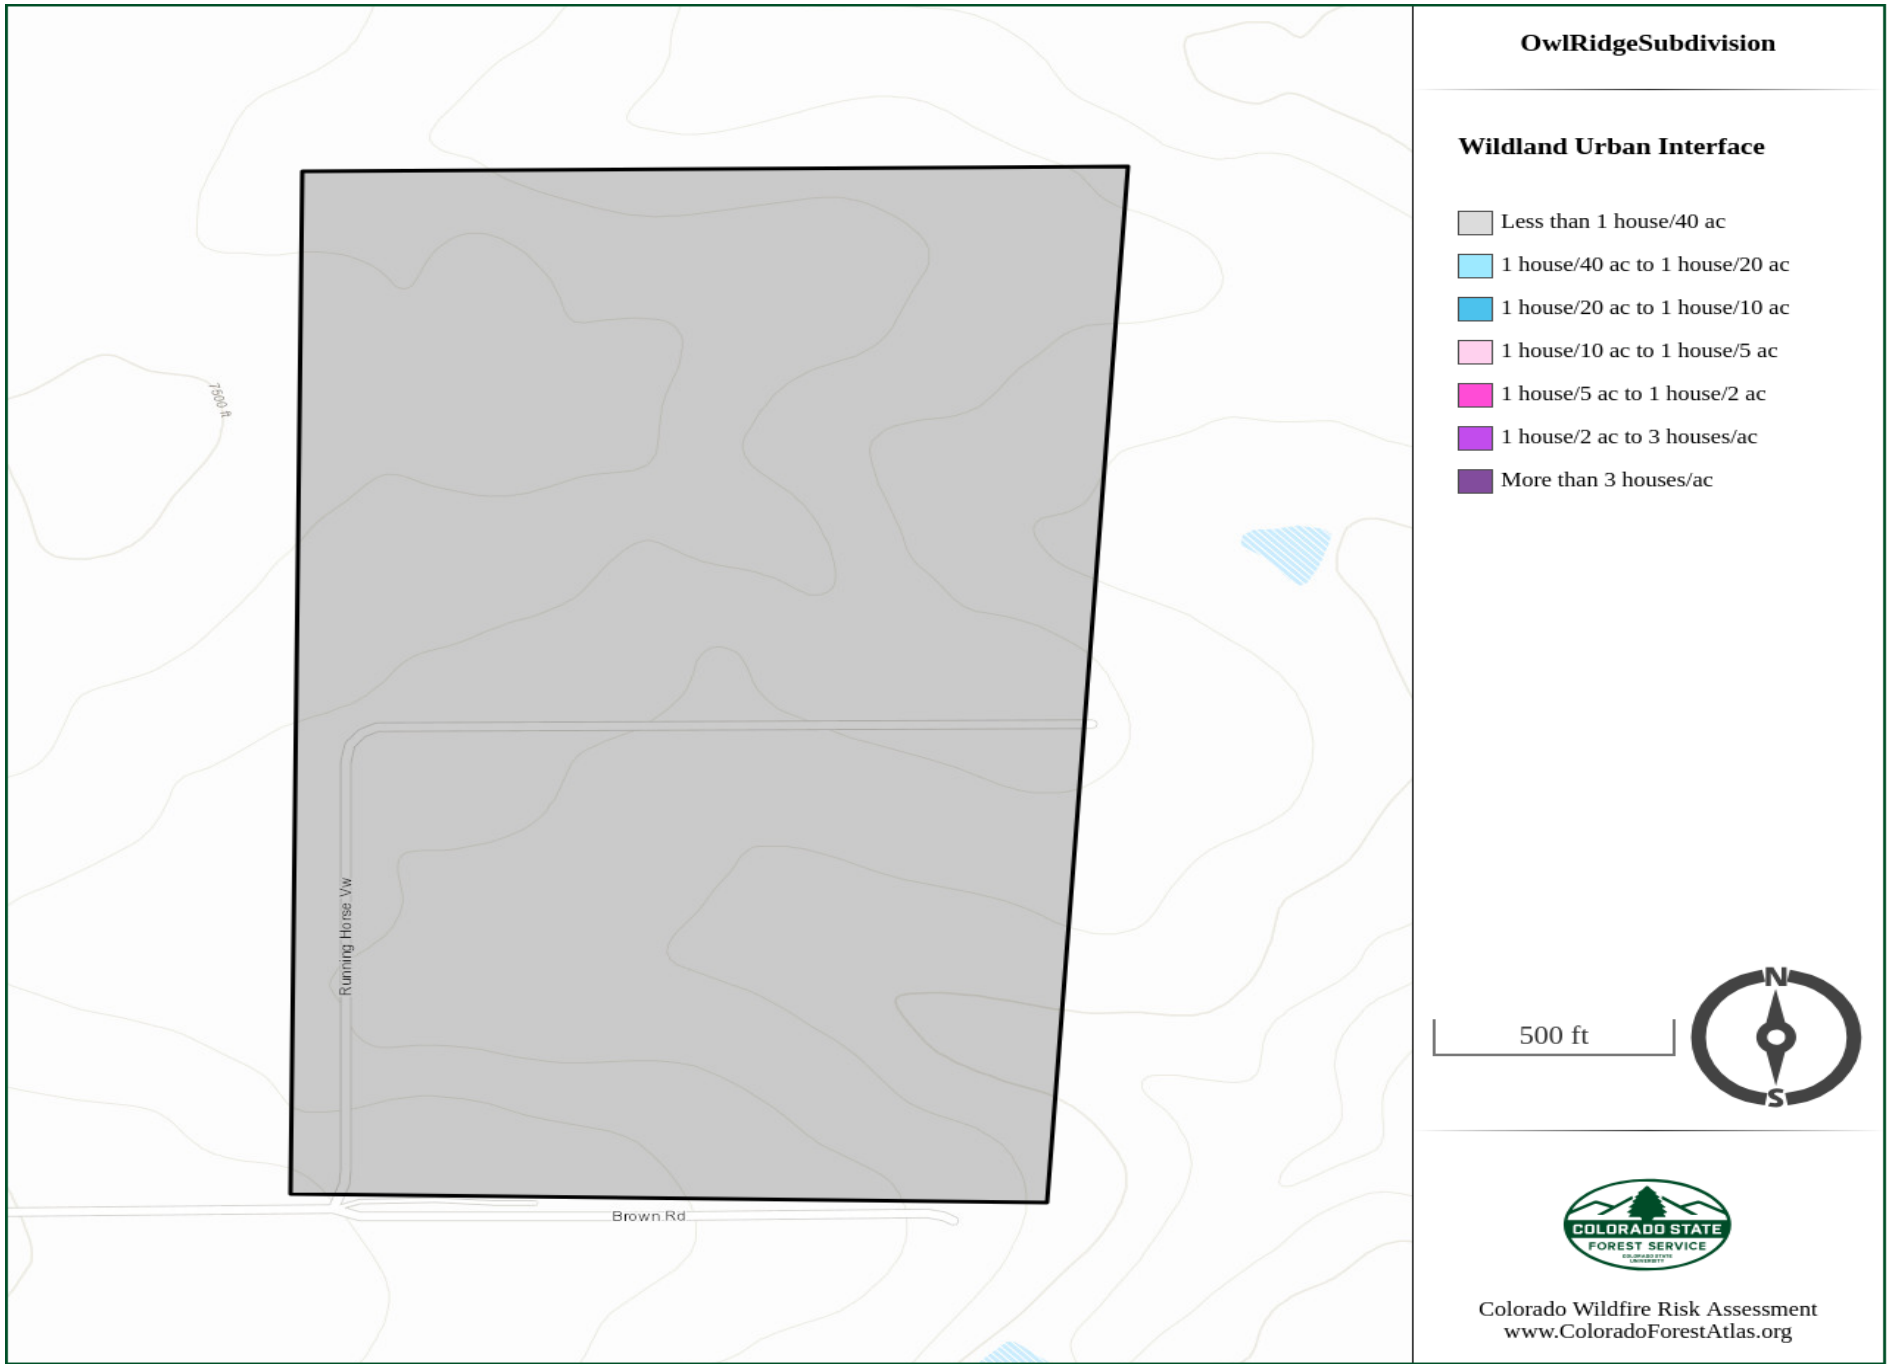 OwlRidgeSubdivision
Wildland Urban Interface
Less than 1 house/40 ac
1 house/40 ac to 1 house/20 ac
1 house/20 ac to 1 house/10 ac
1 house/10 ac to 1 house/5 ac
1 house/5 ac to 1 house/2 ac
1 house/2 ac to 3 houses/ac
More than 3 houses/ac
7500 ft
Running Horse Vw
Brown Rd
500 ft
N
S
COLORADO STATE
FOREST SERVICE
COLORADO STATE
UNIVERSITY
Colorado Wildfire Risk Assessment
www.ColoradoForestAtlas.org